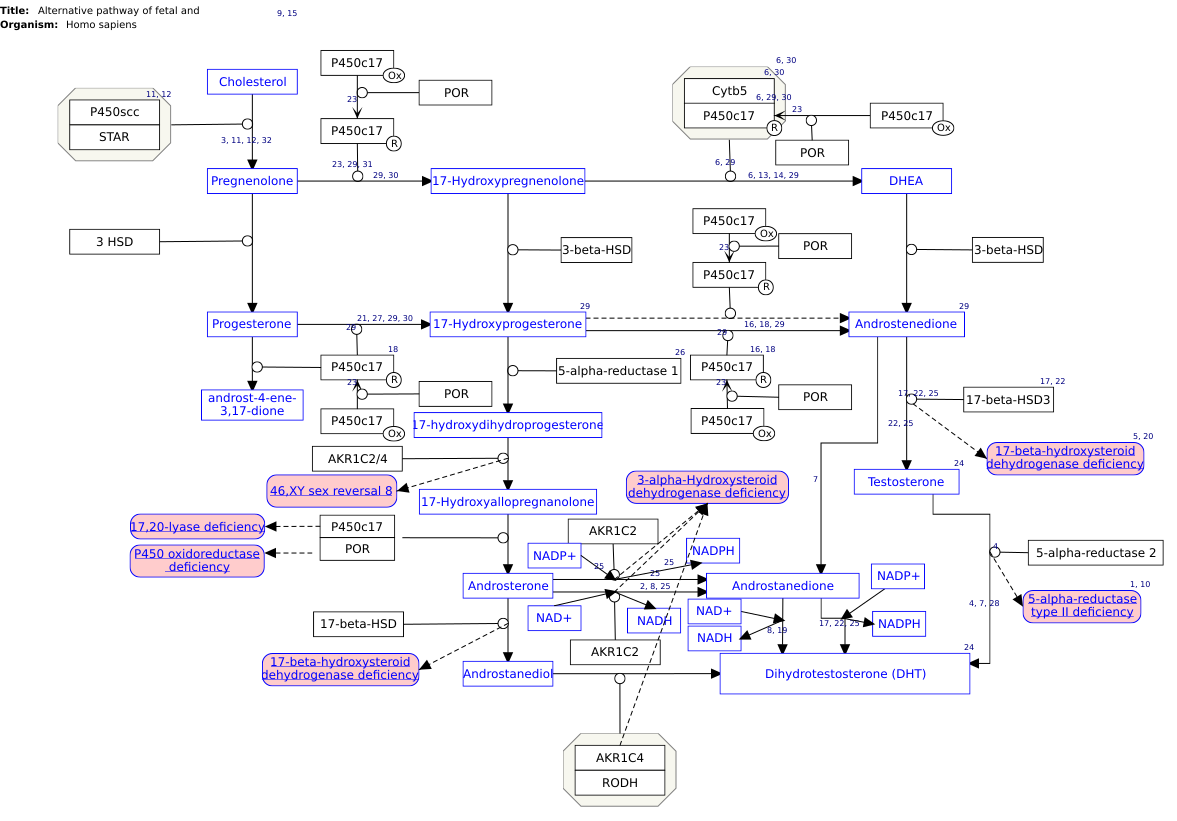 Title: Alternative pathway of fetal and
Organism: Homo sapiens
9, 15
P450c17
Ox
6, 30
6, 30
Cholesterol
11, 12
P450scc
STAR
23
POR
Cytb5
6, 29, 30
P450c17
R
23
P450c17
Ox
P450c17
R
3, 11, 12, 32
POR
23, 29, 31
6, 29
Pregnenolone
29, 30
17-Hydroxypregnenolone
6, 13, 14, 29
DHEA
3 HSD
3-beta-HSD
P450c17
Ox
23
POR
P450c17
R
3-beta-HSD
29
29
Progesterone
21, 27, 29, 30
29
17-Hydroxyprogesterone
16, 18, 29
29
Androstenedione
18
P450c17
R
26
5-alpha-reductase 1
16, 18
P450c17
R
23
POR
P450c17
Ox
23
POR
P450c17
Ox
androst-4-ene-
3,17-dione
17, 22
17, 22, 25
17-beta-HSD3
17-hydroxydihydroprogesterone
22, 25
5, 20
17-beta-hydroxysteroid
dehydrogenase deficiency
AKR1C2/4
46,XY sex reversal 8
17-Hydroxyallopregnanolone
3-alpha-Hydroxysteroid
dehydrogenase deficiency
7
24
Testosterone
17,20-lyase deficiency
P450 oxidoreductase
deficiency
P450c17
POR
AKR1C2
NADP+
NADPH
25
25
25
4
5-alpha-reductase 2
Androsterone
2, 8, 25
Androstanedione
NADP+
1, 10
5-alpha-reductase
type II deficiency
4, 7, 28
NAD+
NADH
NAD+
NADH
8, 19
17, 22, 25
NADPH
17-beta-HSD
AKR1C2
24
17-beta-hydroxysteroid
dehydrogenase deficiency
Androstanediol
Dihydrotestosterone (DHT)
AKR1C4
RODH